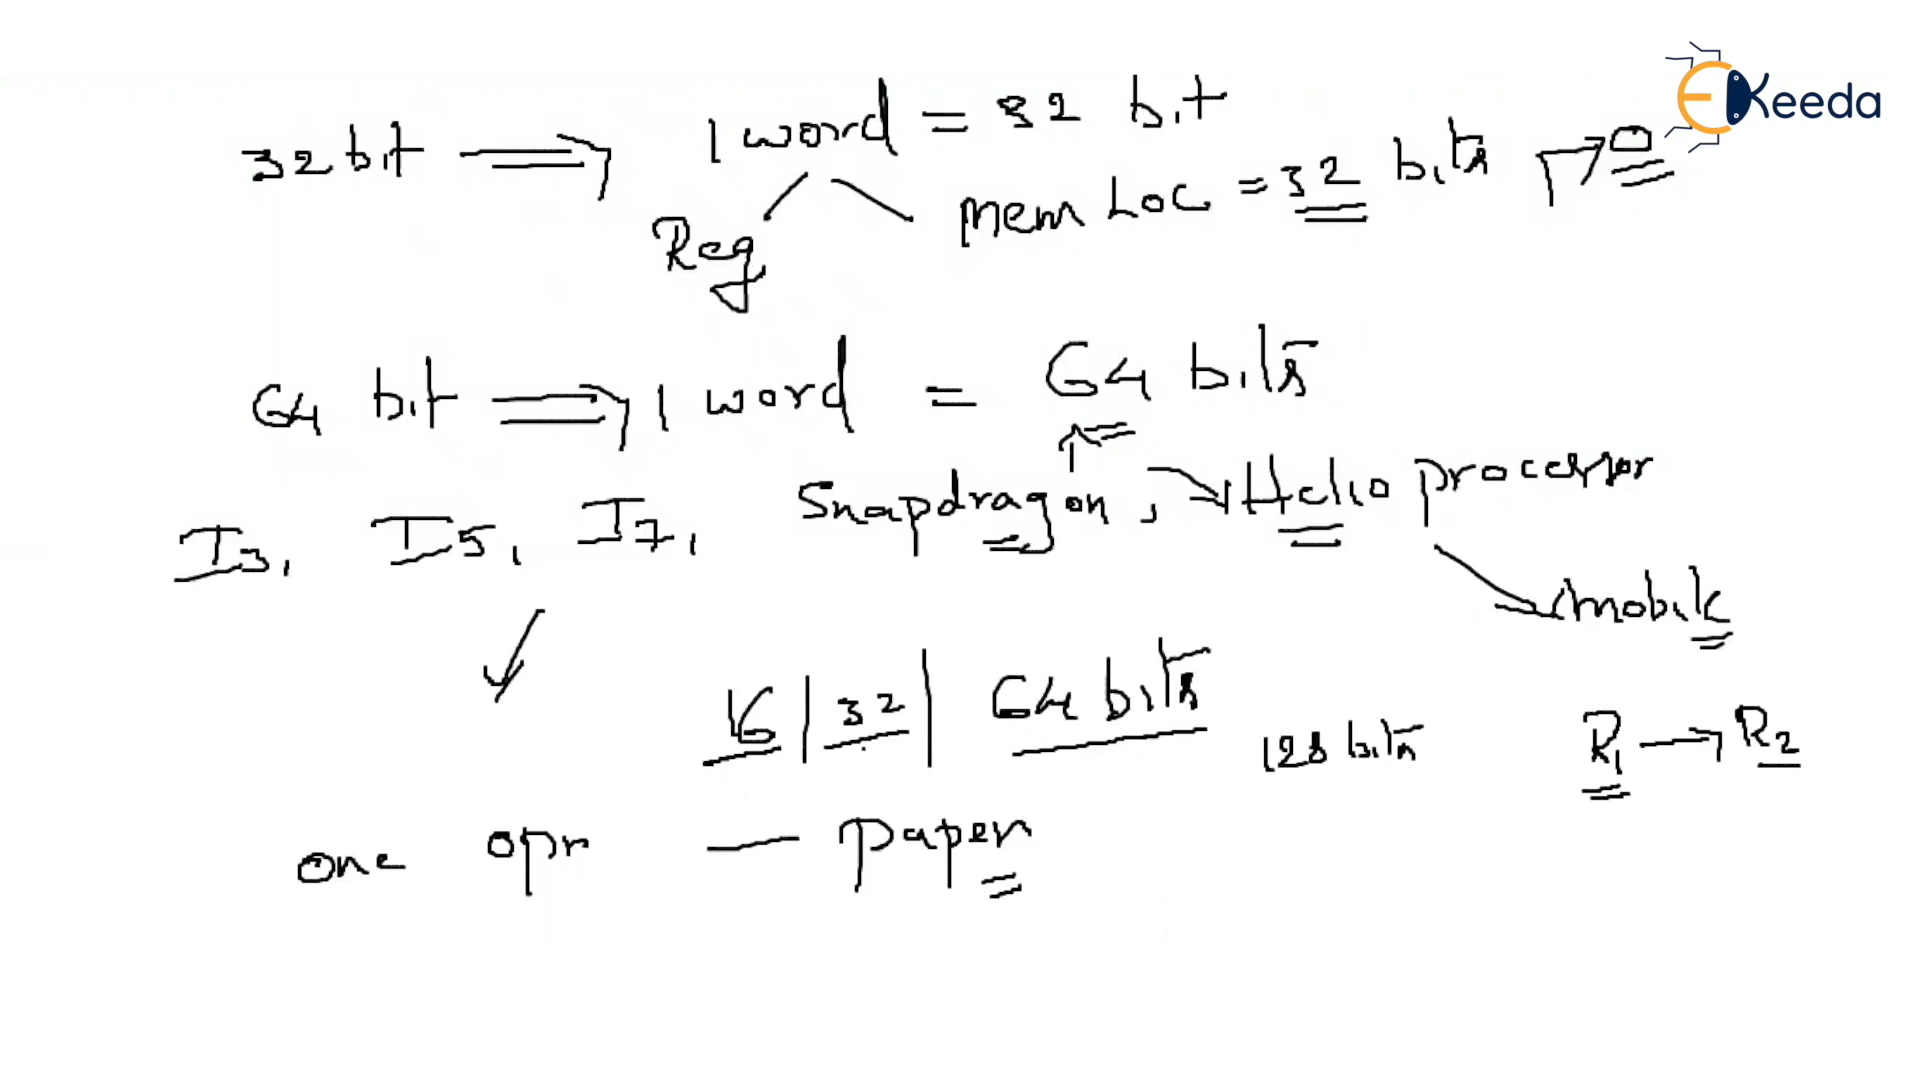 EKeeda
32 bit ⟹ 1 word = 32 bit
Reg
Mem Loc = 32 bits
64 bit ⟹ 1 word = 64 bits
I3, I5, I7, Snapdragon, → Helio processor
→ mobile
16 | 32 | 64 bits 128 bits R1 → R2
one opr — Paper